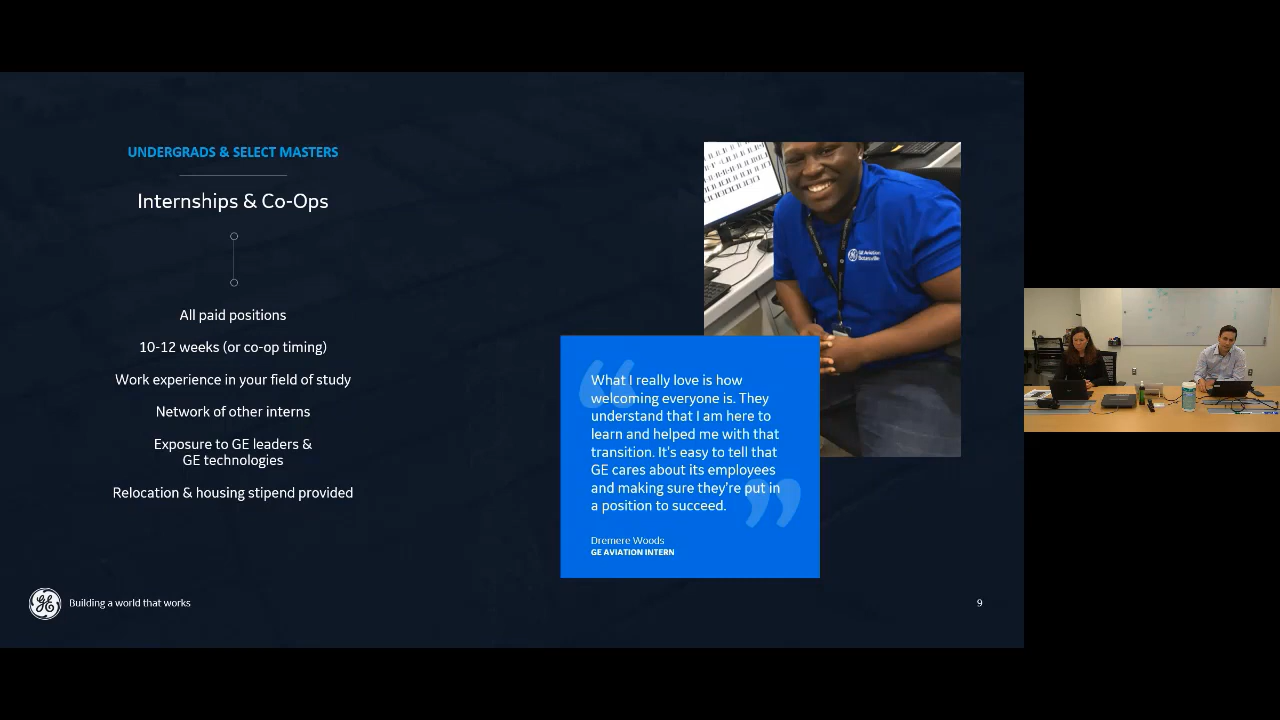 UNDERGRADS & SELECT MASTERS
Internships & Co-Ops
All paid positions
10-12 weeks (or co-op timing)
Work experience in your field of study
Network of other interns
Exposure to GE leaders &
GE technologies
Relocation & housing stipend provided
GE Aviation
“
What I really love is how
welcoming everyone is. They
understand that I am here to
learn and helped me with that
transition. It's easy to tell that
GE cares about its employees
and making sure they're put in
a position to succeed.
”
Dremere Woods
GE AVIATION INTERN
GE
Building a world that works
9